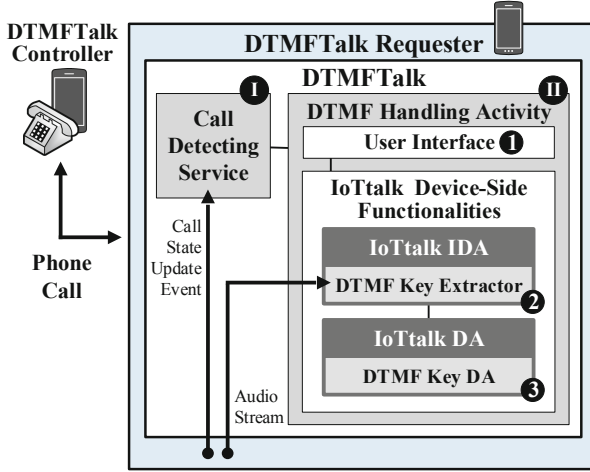 DTMFTalk
Controller
Phone
Call
DTMFTalk Requester
DTMFTalk
I
Call
Detecting
Service
Call
State
Update
Event
Audio
Stream
II
DTMF Handling Activity
User Interface 1
IoTtalk Device-Side
Functionalities
IoTtalk IDA
DTMF Key Extractor
2
IoTtalk DA
DTMF Key DA
3